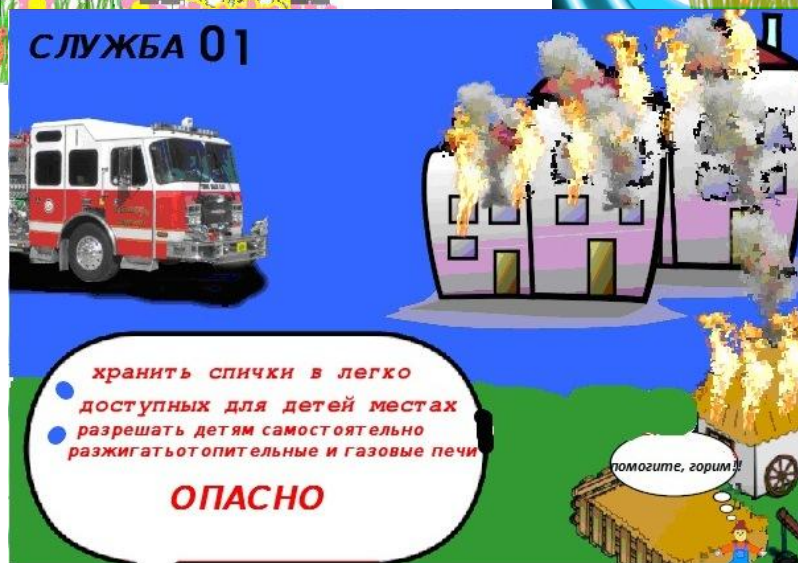 СЛУЖБА 01
хранить спички в легко
доступных для детей местах
разрешать детям самостоятельно
разжигатьотопительные и газовые печи
ОПАСНО
помогите, горим!!